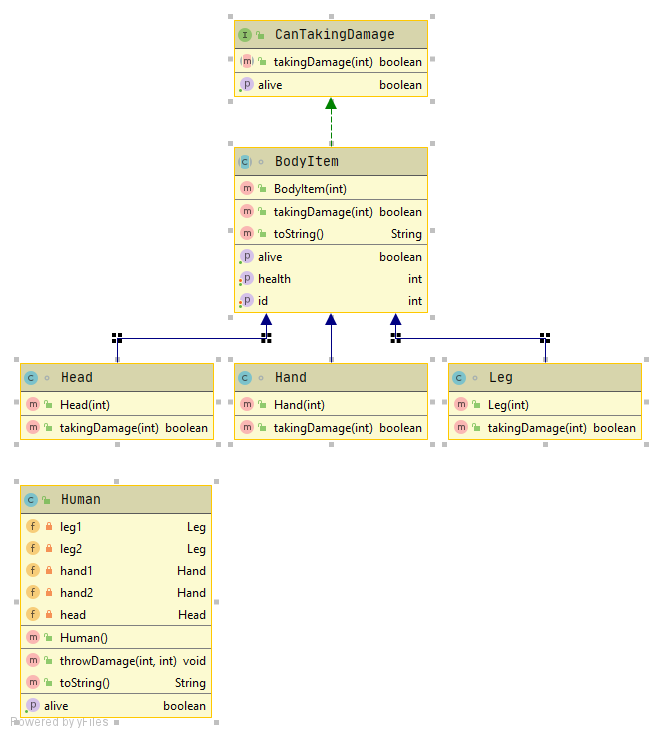 CanTakingDamage
takingDamage(int) boolean
alive boolean
BodyItem
BodyItem(int)
takingDamage(int) boolean
toString() String
alive boolean
health int
id int
Head
Head(int)
takingDamage(int) boolean
Hand
Hand(int)
takingDamage(int) boolean
Leg
Leg(int)
takingDamage(int) boolean
Human
leg1 Leg
leg2 Leg
hand1 Hand
hand2 Hand
head Head
Human()
throwDamage(int, int) void
toString() String
alive boolean
Powered by yFiles